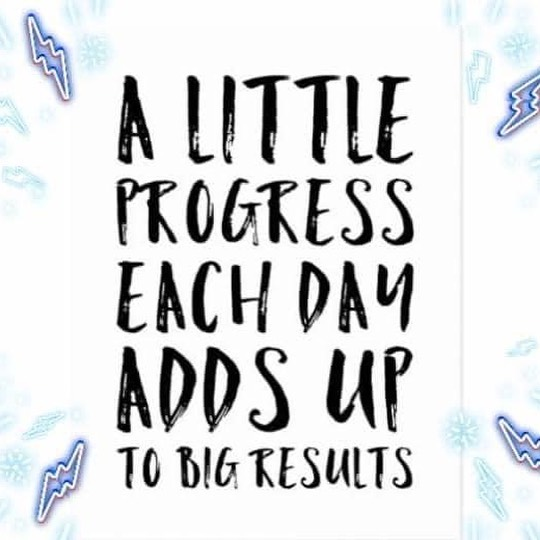 A LITTLE
PROGRESS
EACH DAY
ADDS UP
TO BIG RESULTS